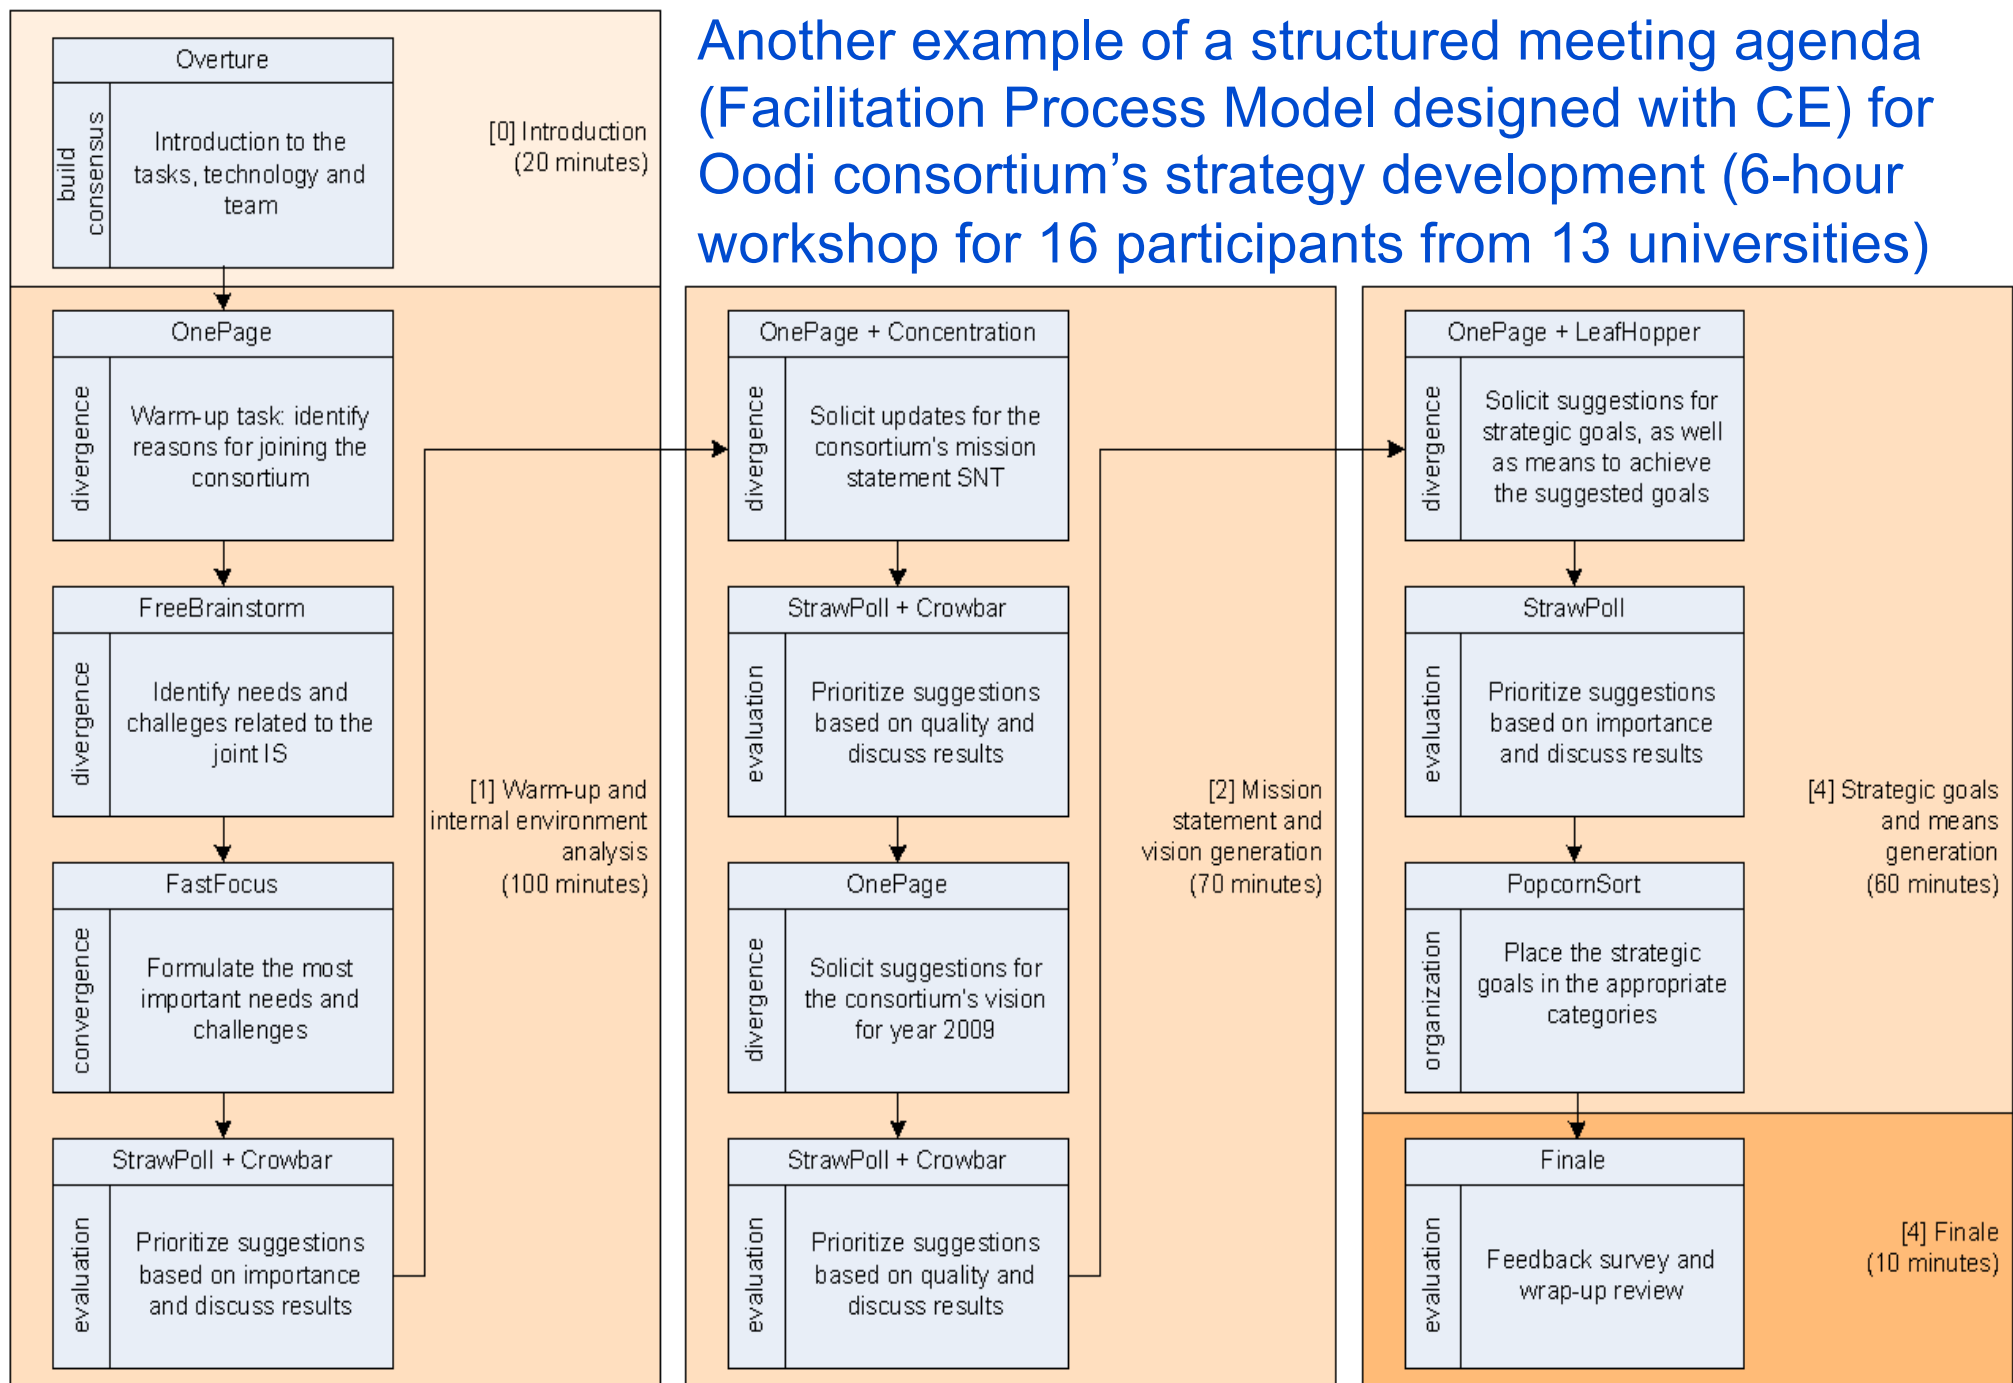 Another example of a structured meeting agenda
(Facilitation Process Model designed with CE) for
Oodi consortium’s strategy development (6-hour
workshop for 16 participants from 13 universities)
Overture
build
consensus
Introduction to the
tasks, technology and
team
[0] Introduction
(20 minutes)
OnePage
divergence
Warm-up task: identify
reasons for joining the
consortium
FreeBrainstorm
divergence
Identify needs and
challeges related to the
joint IS
FastFocus
convergence
Formulate the most
important needs and
challenges
StrawPoll + Crowbar
evaluation
Prioritize suggestions
based on importance
and discuss results
[1] Warm-up and
internal environment
analysis
(100 minutes)
OnePage + Concentration
divergence
Solicit updates for the
consortium's mission
statement SNT
StrawPoll + Crowbar
evaluation
Prioritize suggestions
based on quality and
discuss results
OnePage
divergence
Solicit suggestions for
the consortium's vision
for year 2009
StrawPoll + Crowbar
evaluation
Prioritize suggestions
based on quality and
discuss results
[2] Mission
statement and
vision generation
(70 minutes)
OnePage + LeafHopper
divergence
Solicit suggestions for
strategic goals, as well
as means to achieve
the suggested goals
StrawPoll
evaluation
Prioritize suggestions
based on importance
and discuss results
PopcornSort
organization
Place the strategic
goals in the appropriate
categories
[4] Strategic goals
and means
generation
(60 minutes)
Finale
evaluation
Feedback survey and
wrap-up review
[4] Finale
(10 minutes)